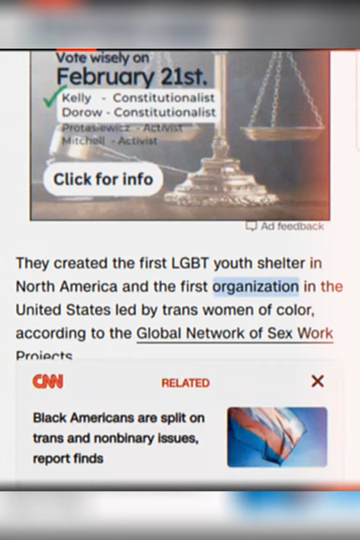 Vote wisely on
February 21st.
Kelly - Constitutionalist
Dorow - Constitutionalist
Protasiewicz - Activist
Mitchell - Activist
Click for info
Ad feedback
They created the first LGBT youth shelter in
North America and the first organization in the
United States led by trans women of color,
according to the Global Network of Sex Work
Projects
CNN
RELATED
Black Americans are split on
trans and nonbinary issues,
report finds